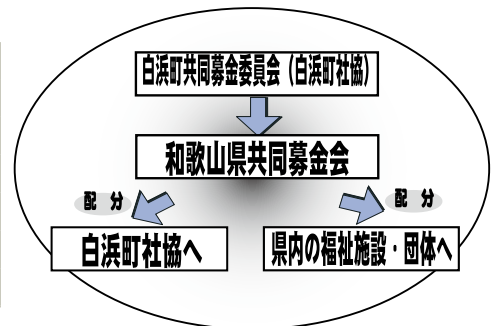 白浜町共同募金委員会（白浜町社協）
和歌山県共同募金会
配 分
配 分
白浜町社協へ
県内の福祉施設・団体へ